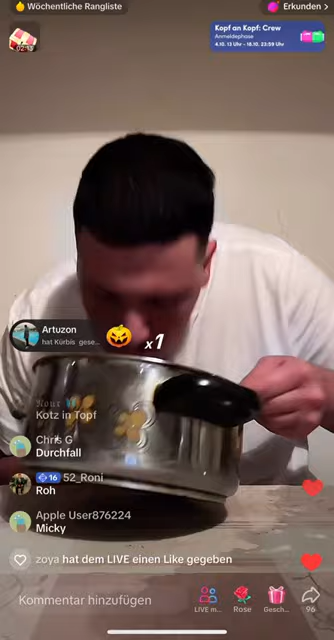 Wöchentliche Rangliste
Erkunden >
02:13
Kopf an Kopf: Crew
Anmeldephase
4.10. 13 Uhr - 18.10. 23:59 Uhr
Artuzon
hat Kürbis gese..
x1
Nour
Kotz in Topf
Chris G
Durchfall
16 52_Roni
Roh
Apple User876224
Micky
zoya hat dem LIVE einen Like gegeben
Kommentar hinzufügen
LIVE m...
Rose
Gesch...
96